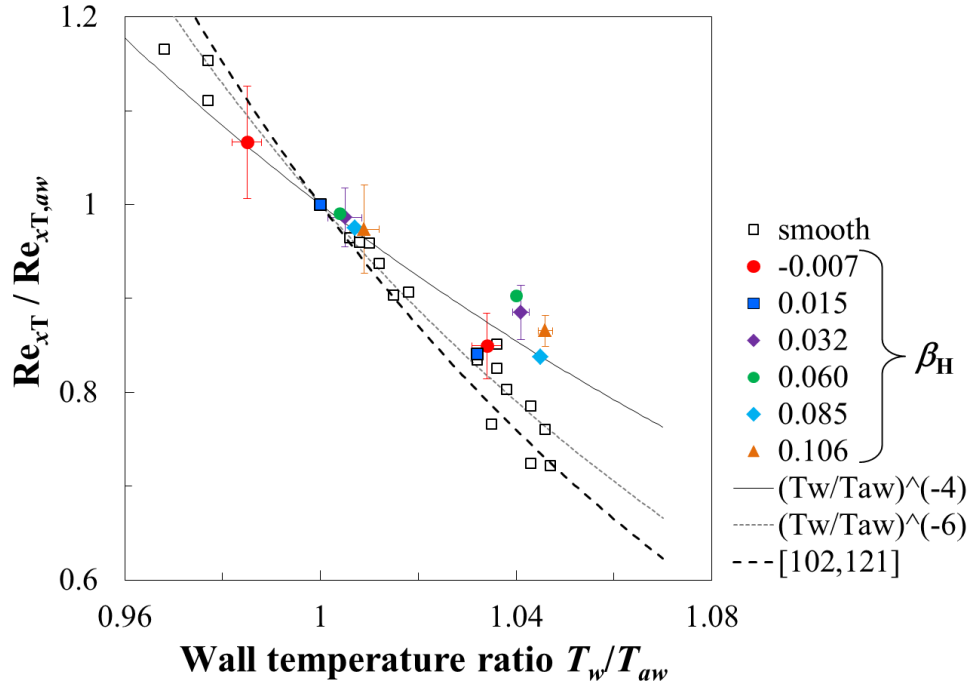 1.2
1
0.8
0.6
Re_xT / Re_xT,aw
0.96
1
1.04
1.08
Wall temperature ratio T_w/T_aw
smooth
-0.007
0.015
0.032
0.060
0.085
0.106
β_H
(Tw/Taw)^(-4)
(Tw/Taw)^(-6)
[102,121]